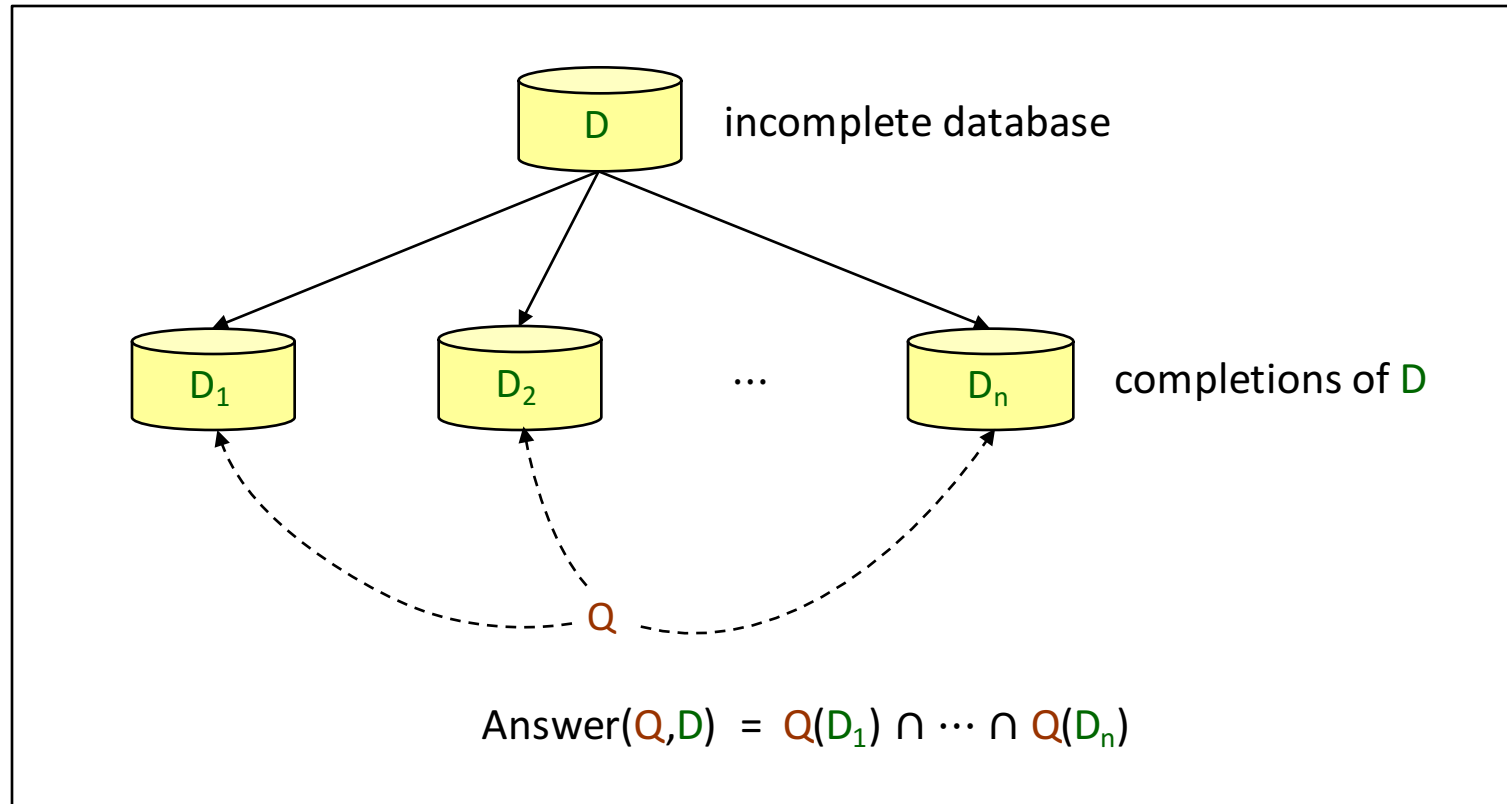 D incomplete database
D₁ D₂ ... Dₙ completions of D
Q
Answer(Q,D) = Q(D₁) ∩ ··· ∩ Q(Dₙ)